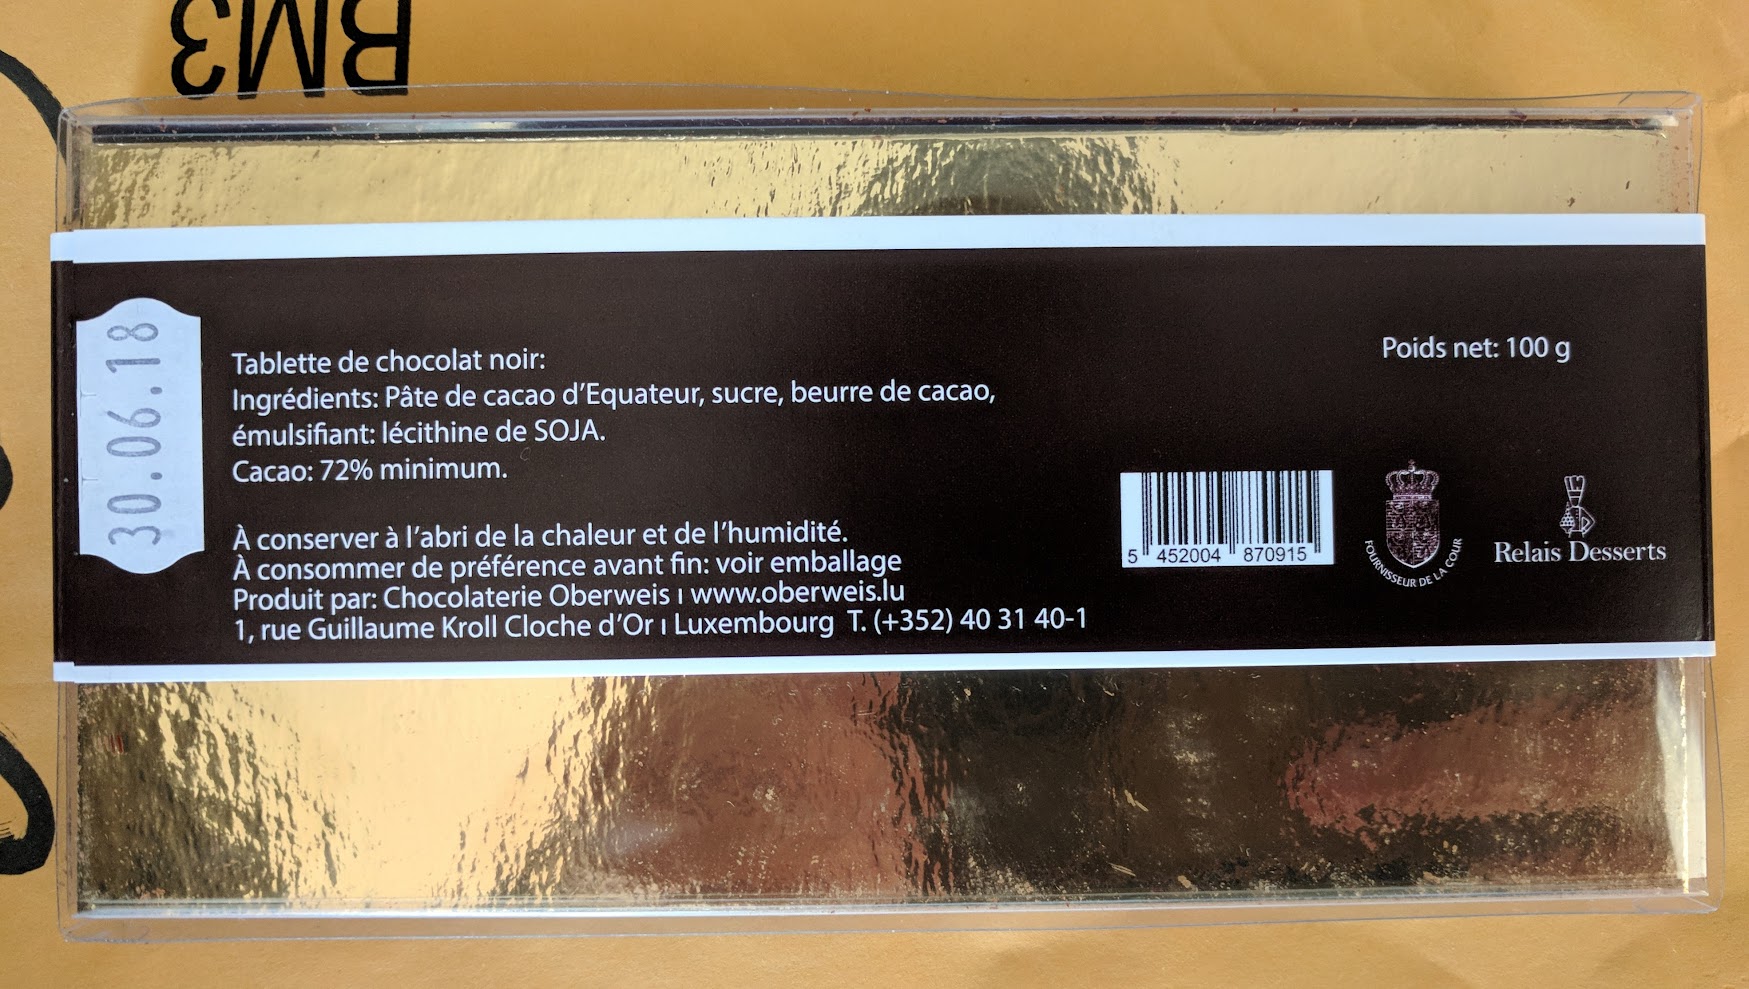 BM3
30.06.18
Tablette de chocolat noir:
Ingrédients: Pâte de cacao d'Equateur, sucre, beurre de cacao,
émulsifiant: lécithine de SOJA.
Cacao: 72% minimum.
À conserver à l'abri de la chaleur et de l'humidité.
À consommer de préférence avant fin: voir emballage
Produit par: Chocolaterie Oberweis ı www.oberweis.lu
1, rue Guillaume Kroll Cloche d'Or ı Luxembourg T. (+352) 40 31 40-1
Poids net: 100 g
5 452004 870915
FOURNISSEUR DE LA COUR
Relais Desserts